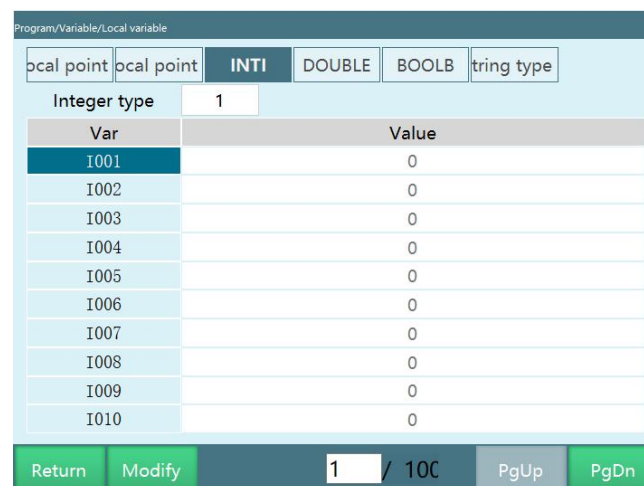 Program/Variable/Local variable
ocal point ocal point INTI DOUBLE BOOLB tring type
Integer type 1
Var Value
I001 0
I002 0
I003 0
I004 0
I005 0
I006 0
I007 0
I008 0
I009 0
I010 0
Return Modify 1 / 100 PgUp PgDn